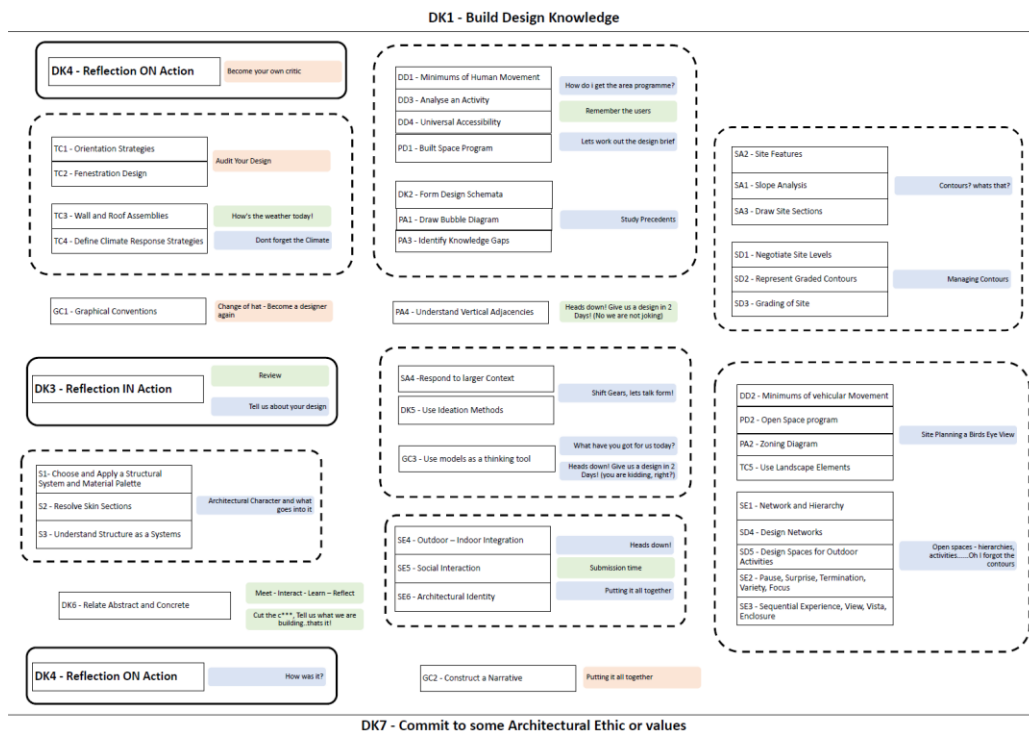 DK1 - Build Design Knowledge
DK4 - Reflection ON Action
Become your own critic
TC1 - Orientation Strategies
TC2 - Fenestration Design
Audit Your Design
TC3 - Wall and Roof Assemblies
How's the weather today!
TC4 - Define Climate Response Strategies
Dont forget the Climate
GC1 - Graphical Conventions
Change of hat - Become a designer
again
DK3 - Reflection IN Action
Review
Tell us about your design
S1- Choose and Apply a Structural
System and Material Palette
S2 - Resolve Skin Sections
S3 - Understand Structure as a Systems
Architectural Character and what
goes into it
DK6 - Relate Abstract and Concrete
Meet - Interact - Learn – Reflect
Cut the c***, Tell us what we are
building..thats it!
DK4 - Reflection ON Action
How was it?
DD1 - Minimums of Human Movement
DD3 - Analyse an Activity
DD4 - Universal Accessibility
PD1 - Built Space Program
How do i get the area programme?
Remember the users
Lets work out the design brief
DK2 - Form Design Schemata
PA1 - Draw Bubble Diagram
PA3 - Identify Knowledge Gaps
Study Precedents
PA4 - Understand Vertical Adjacencies
Heads down! Give us a design in 2
Days! (No we are not joking)
SA4 -Respond to larger Context
DK5 - Use Ideation Methods
Shift Gears, lets talk form!
GC3 - Use models as a thinking tool
What have you got for us today?
Heads down! Give us a design in 2
Days! (you are kidding, right?)
SE4 - Outdoor – Indoor Integration
SE5 - Social Interaction
SE6 - Architectural Identity
Heads down!
Submission time
Putting it all together
GC2 - Construct a Narrative
Putting it all together
SA2 - Site Features
SA1 - Slope Analysis
SA3 - Draw Site Sections
Contours? whats that?
SD1 - Negotiate Site Levels
SD2 - Represent Graded Contours
SD3 - Grading of Site
Managing Contours
DD2 - Minimums of vehicular Movement
PD2 - Open Space program
PA2 - Zoning Diagram
TC5 - Use Landscape Elements
Site Planning a Birds Eye View
SE1 - Network and Hierarchy
SD4 - Design Networks
SD5 - Design Spaces for Outdoor
Activities
SE2 - Pause, Surprise, Termination,
Variety, Focus
SE3 - Sequential Experience, View, Vista,
Enclosure
Open spaces - hierarchies,
activities......Oh I forgot the
contours
DK7 - Commit to some Architectural Ethic or values